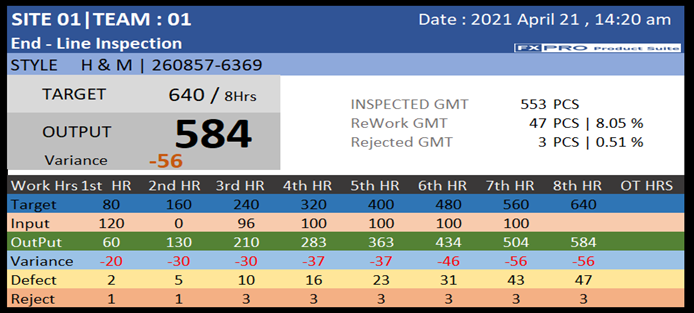 SITE 01|TEAM : 01 Date : 2021 April 21 , 14:20 am
End - Line Inspection FXPRO Product Suite
STYLE H & M | 260857-6369
TARGET 640 / 8Hrs
OUTPUT 584
Variance -56
INSPECTED GMT 553 PCS
ReWork GMT 47 PCS | 8.05 %
Rejected GMT 3 PCS | 0.51 %
Work Hrs 1st HR 2nd HR 3rd HR 4th HR 5th HR 6th HR 7th HR 8th HR OT HRS
Target 80 160 240 320 400 480 560 640
Input 120 0 96 100 100 100 100
OutPut 60 130 210 283 363 434 504 584
Variance -20 -30 -30 -37 -37 -46 -56 -56
Defect 2 5 10 16 23 31 43 47
Reject 1 1 3 3 3 3 3 3